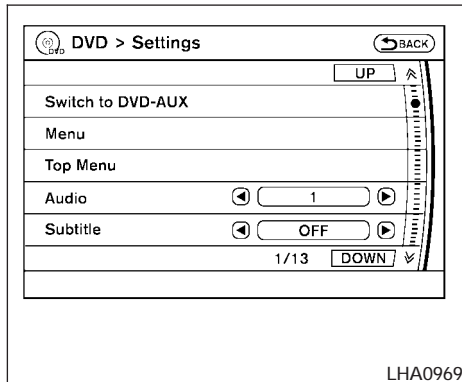 DVD DVD > Settings BACK
UP
Switch to DVD-AUX
Menu
Top Menu
Audio 1
Subtitle OFF
1/13 DOWN
LHA0969